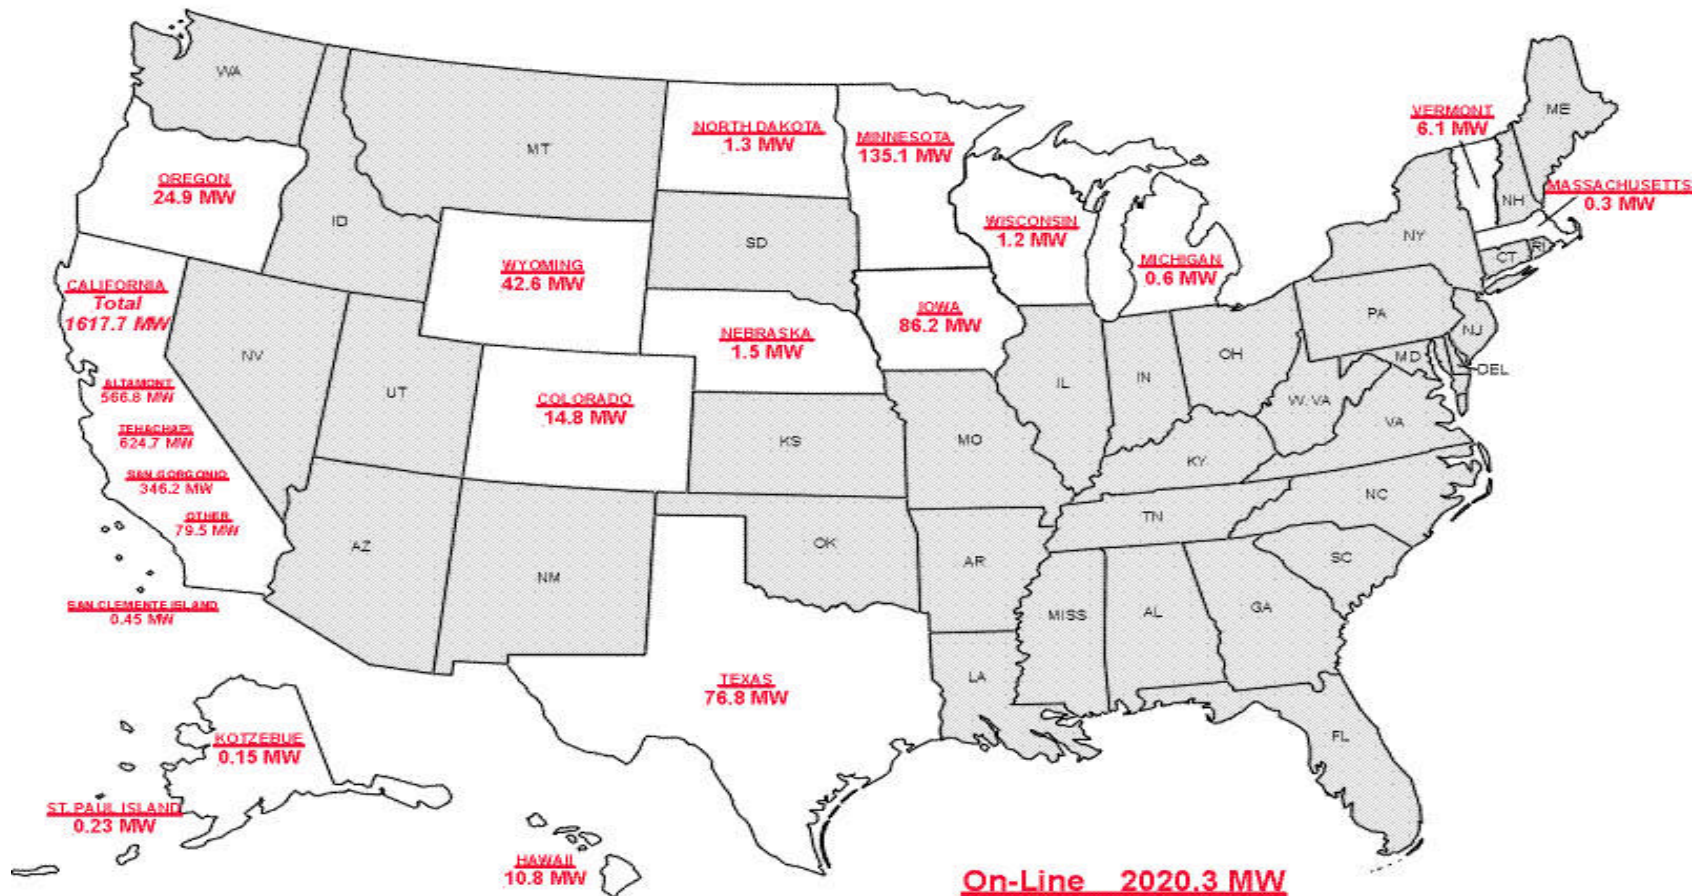 WA
MT
NORTH DAKOTA
1.3 MW
MINNESOTA
135.1 MW
VERMONT
6.1 MW
ME
OREGON
24.9 MW
ID
SD
WISCONSIN
1.2 MW
MICHIGAN
0.6 MW
NY
NH
MASSACHUSETTS
0.3 MW
CT
RI
CALIFORNIA
Total
1617.7 MW
WYOMING
42.6 MW
NEBRASKA
1.5 MW
IOWA
86.2 MW
PA
NJ
MD
DEL
NV
UT
COLORADO
14.8 MW
KS
MO
IL
IN
OH
W. VA
VA
KY.
ALTAMONT
566.8 MW
TEHACHAPI
624.7 MW
SAN GORGONIO
346.2 MW
OTHER
79.5 MW
SAN CLEMENTE ISLAND
0.45 MW
AZ
NM
OK
AR
TN
NC
SC
MISS
AL
GA
LA
FL
TEXAS
76.8 MW
KOTZEBUE
0.15 MW
ST. PAUL ISLAND
0.23 MW
HAWAII
10.8 MW
On-Line 2020.3 MW